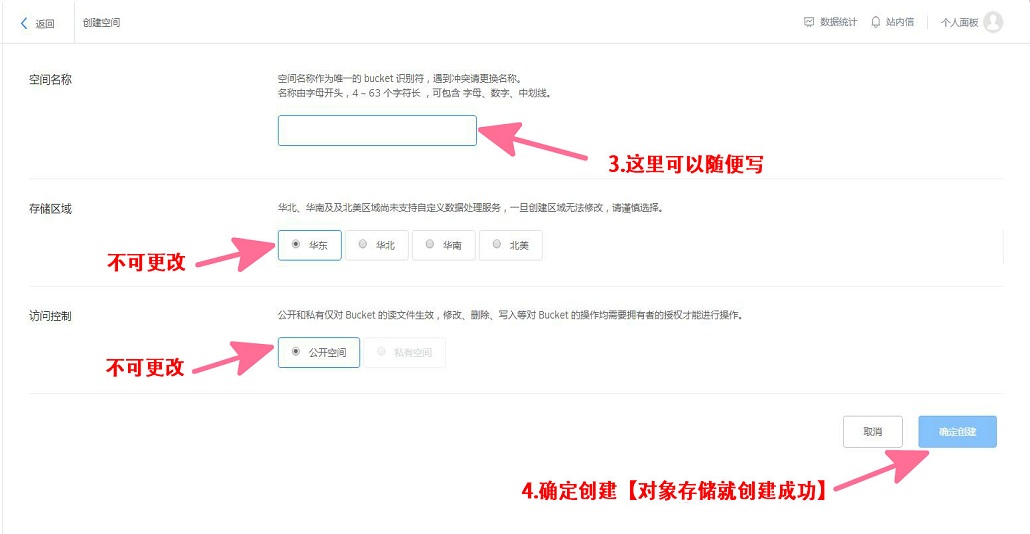 返回
创建空间
数据统计
站内信
个人面板
空间名称
空间名称作为唯一的 bucket 识别符，遇到冲突请更换名称。
名称由字母开头，4 ~ 63 个字符长 ，可包含 字母、数字、中划线。
3.这里可以随便写
存储区域
华北、华南及及北美区域尚未支持自定义数据处理服务，一旦创建区域无法修改，请谨慎选择。
华东
华北
华南
北美
不可更改
访问控制
公开和私有仅对 Bucket 的读文件生效，修改、删除、写入等对 Bucket 的操作均需要拥有者的授权才能进行操作。
公开空间
私有空间
不可更改
取消
确定创建
4.确定创建【对象存储就创建成功】